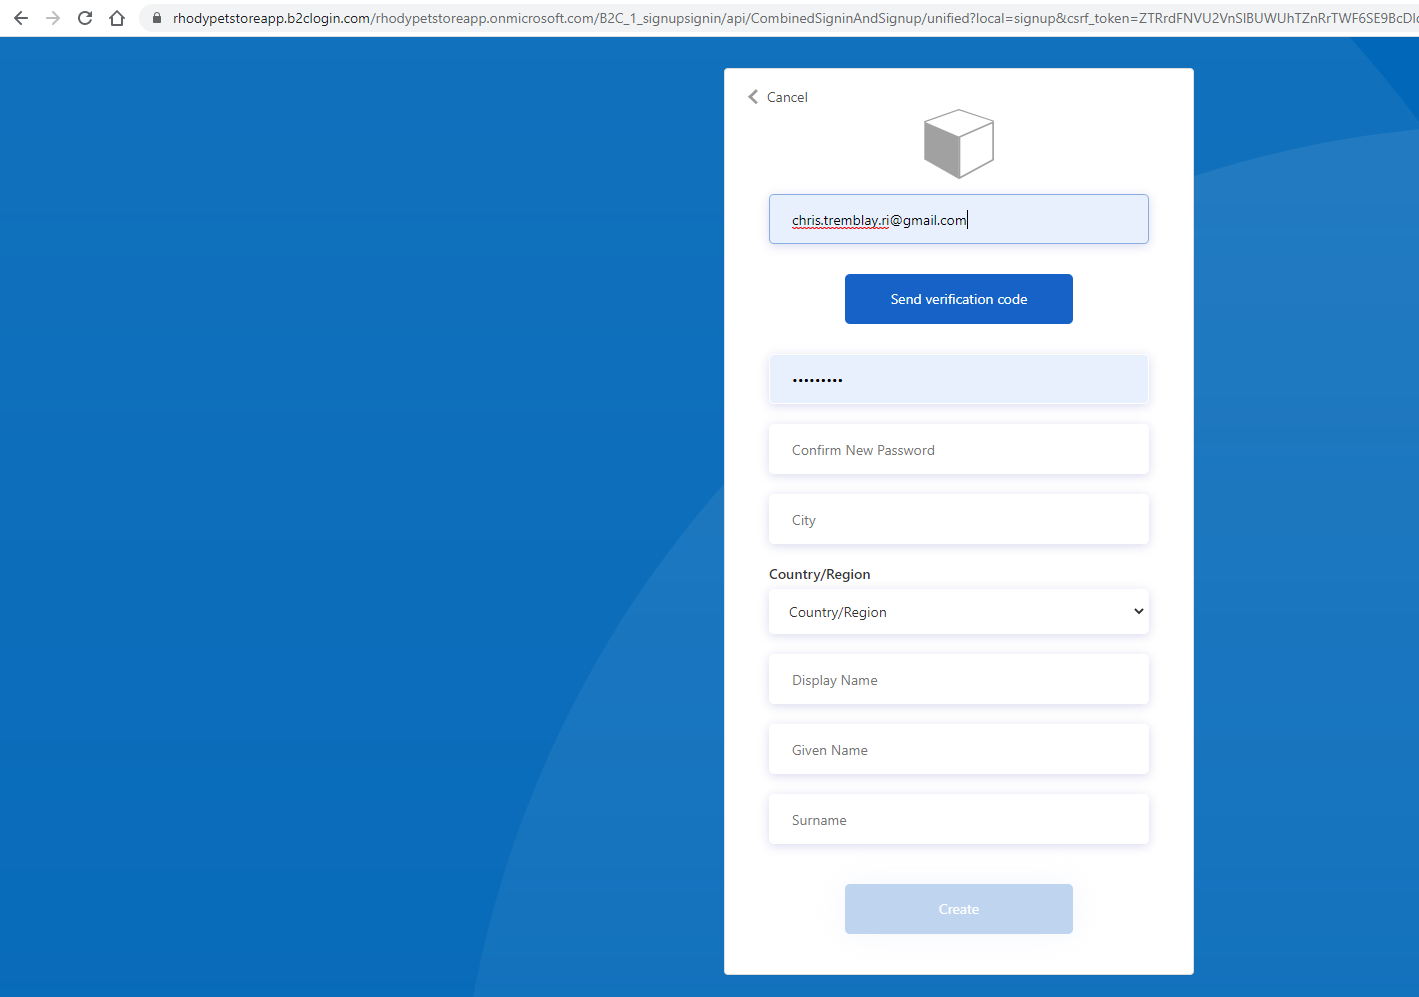 rhodypetstoreapp.b2clogin.com/rhodypetstoreapp.onmicrosoft.com/B2C_1_signupsignin/api/CombinedSigninAndSignup/unified?local=signup&csrf_token=
Cancel
chris.tremblay.ri@gmail.com
Send verification code
•••••••••
Confirm New Password
City
Country/Region
Country/Region
Display Name
Given Name
Surname
Create